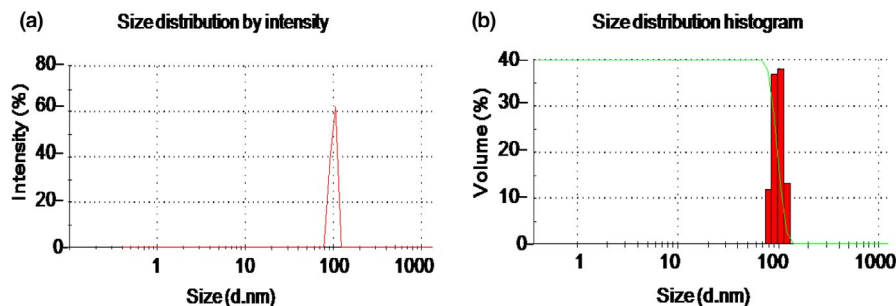 (a)
Size distribution by intensity
80
60
40
20
0
Intensity (%)
1
10
100
1000
Size (d.nm)
(b)
Size distribution histogram
40
30
20
10
0
Volume (%)
1
10
100
1000
Size (d.nm)